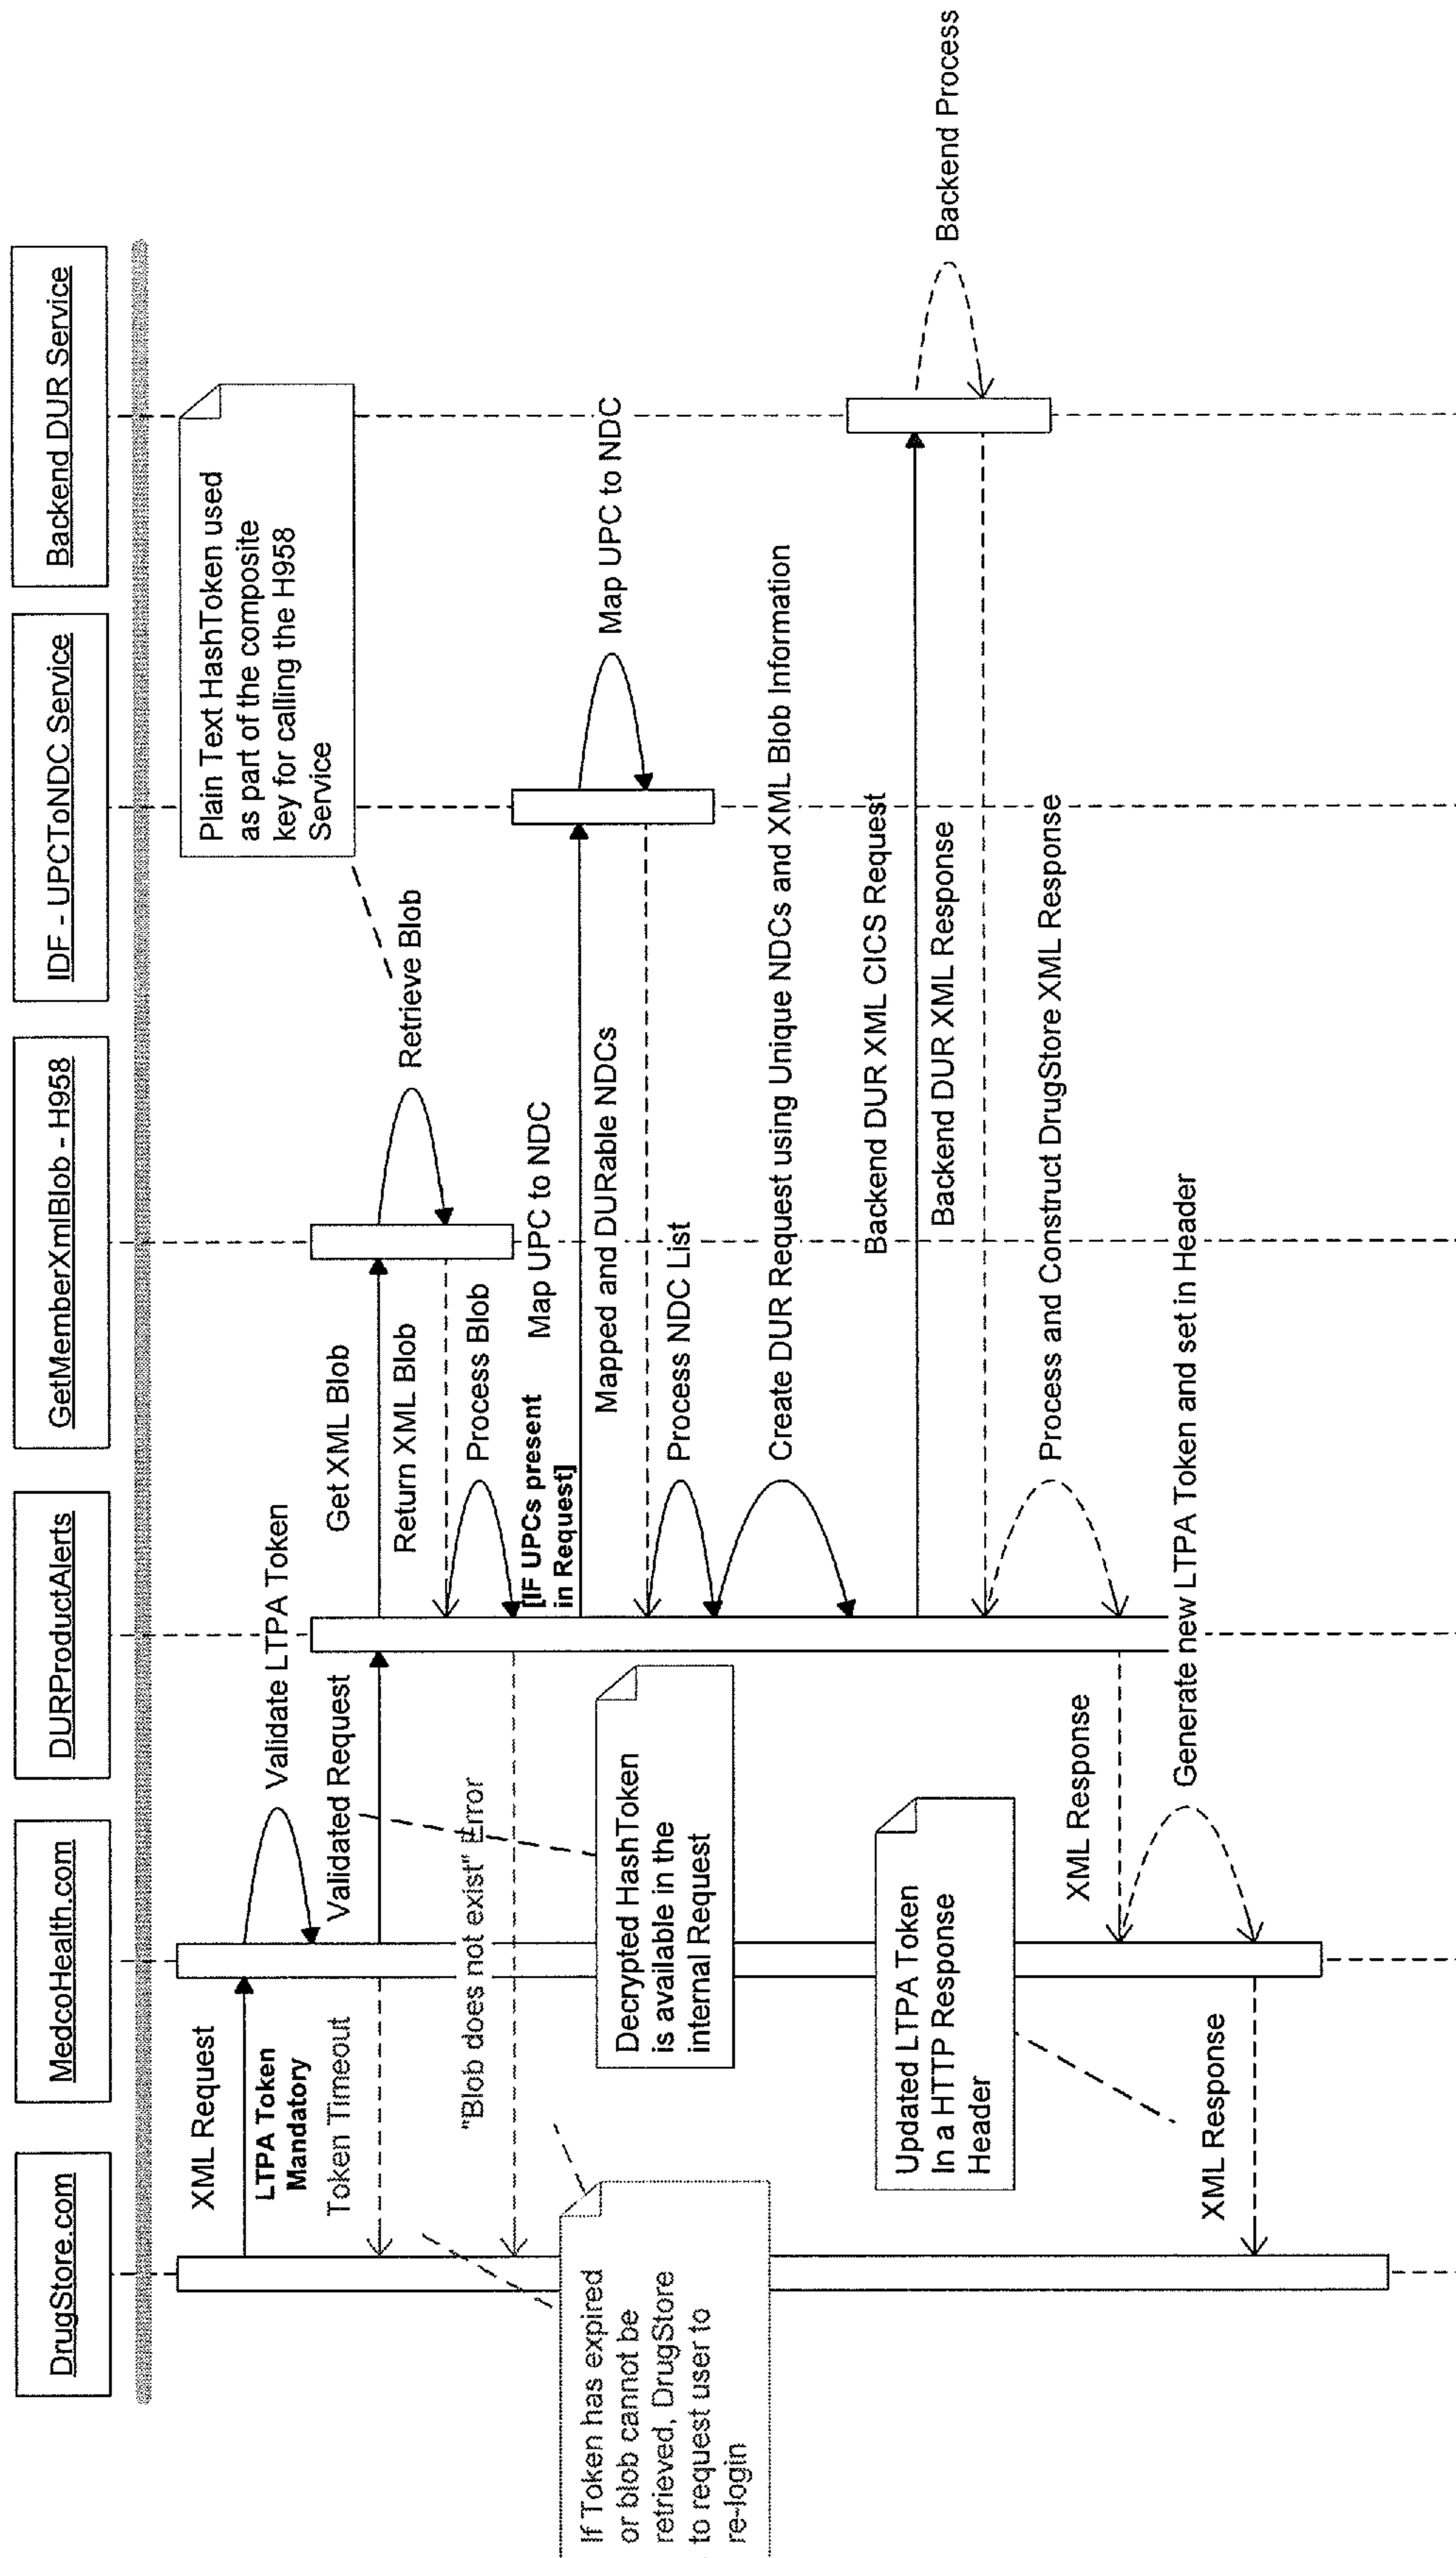 DrugStore.com
MedcoHealth.com
DURProductAlerts
GetMemberXmlBlob - H958
IDF - UPCToNDC Service
Backend DUR Service
XML Request
LTPA Token
Mandatory
Validate LTPA Token
Token Timeout
Validated Request
Get XML Blob
Return XML Blob
Retrieve Blob
Plain Text HashToken used
as part of the composite
key for calling the H958
Service
Process Blob
"Blob does not exist" Error
[IF UPCs present
in Request]
Map UPC to NDC
Map UPC to NDC
Mapped and DURable NDCs
If Token has expired
or blob cannot be
retrieved, DrugStore
to request user to
re-login
Decrypted HashToken
is available in the
internal Request
Process NDC List
Create DUR Request using Unique NDCs and XML Blob Information
Backend DUR XML CICS Request
Backend DUR XML Response
Backend Process
Updated LTPA Token
In a HTTP Response
Header
Process and Construct DrugStore XML Response
XML Response
Generate new LTPA Token and set in Header
XML Response